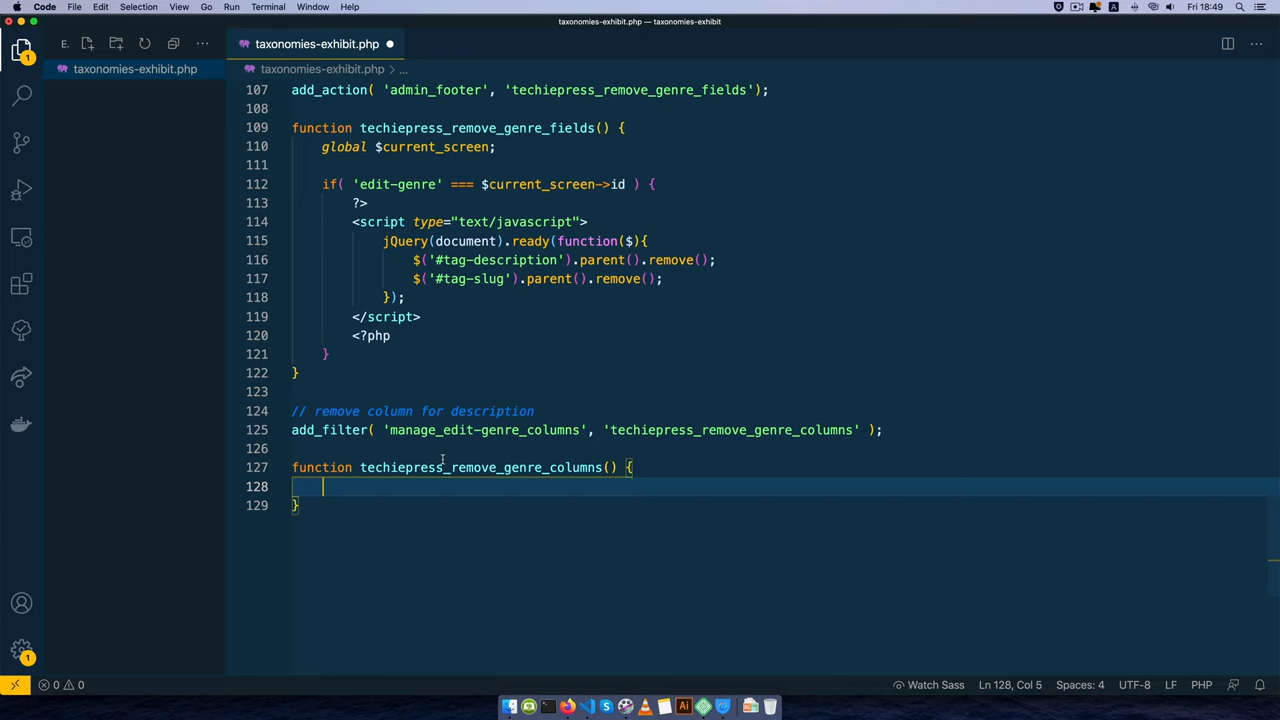 Code File Edit Selection View Go Run Terminal Window Help Fri 18:49
taxonomies-exhibit.php — taxonomies-exhibit
E. taxonomies-exhibit.php
taxonomies-exhibit.php taxonomies-exhibit.php > ...
107 add_action( 'admin_footer', 'techiepress_remove_genre_fields');
108
109 function techiepress_remove_genre_fields() {
110 global $current_screen;
111
112 if( 'edit-genre' === $current_screen->id ) {
113 ?>
114 <script type="text/javascript">
115 jQuery(document).ready(function($){
116 $('#tag-description').parent().remove();
117 $('#tag-slug').parent().remove();
118 });
119 </script>
120 <?php
121 }
122 }
123
124 // remove column for description
125 add_filter( 'manage_edit-genre_columns', 'techiepress_remove_genre_columns' );
126
127 function techiepress_remove_genre_columns() {
128
129 }
1
1
0 0 Watch Sass Ln 128, Col 5 Spaces: 4 UTF-8 LF PHP
Ai